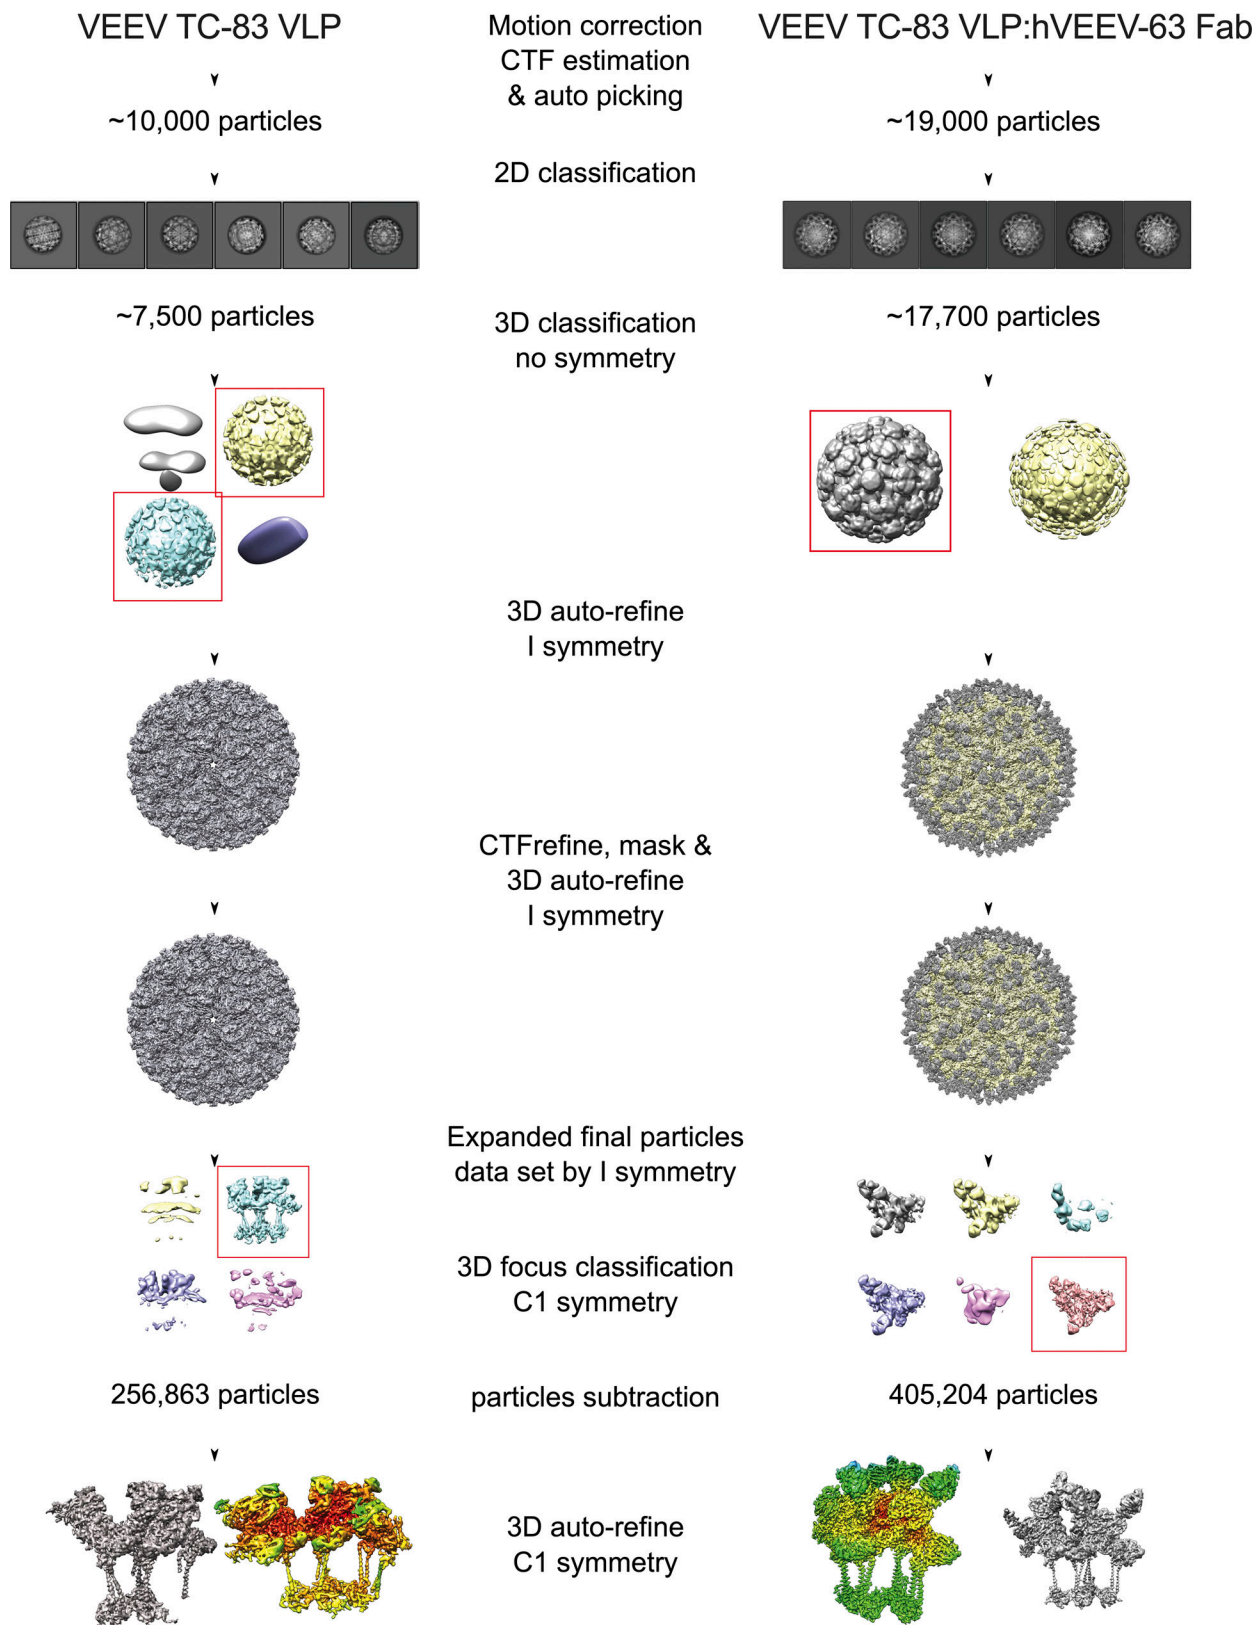 VEEV TC-83 VLP
Motion correction
CTF estimation
& auto picking
VEEV TC-83 VLP:hVEEV-63 Fab
~10,000 particles
~19,000 particles
2D classification
~7,500 particles
3D classification
no symmetry
~17,700 particles
3D auto-refine
I symmetry
CTFrefine, mask &
3D auto-refine
I symmetry
Expanded final particles
data set by I symmetry
3D focus classification
C1 symmetry
256,863 particles
particles subtraction
405,204 particles
3D auto-refine
C1 symmetry